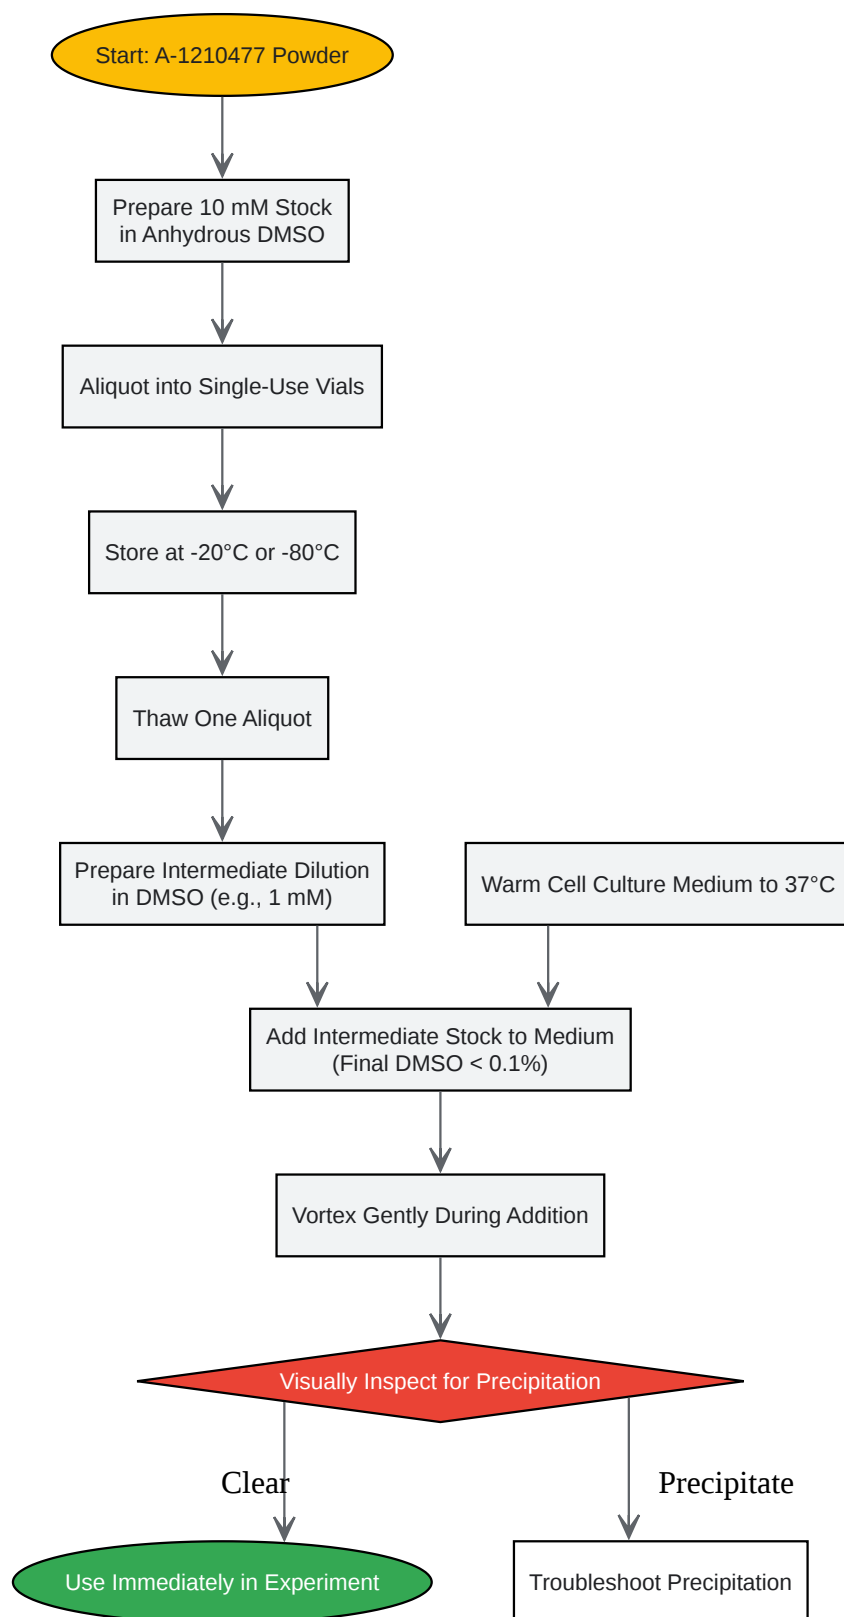 Start: A-1210477 Powder
Prepare 10 mM Stock
in Anhydrous DMSO
Aliquot into Single-Use Vials
Store at -20°C or -80°C
Thaw One Aliquot
Prepare Intermediate Dilution
in DMSO (e.g., 1 mM)
Warm Cell Culture Medium to 37°C
Add Intermediate Stock to Medium
(Final DMSO < 0.1%)
Vortex Gently During Addition
Visually Inspect for Precipitation
Clear
Precipitate
Use Immediately in Experiment
Troubleshoot Precipitation